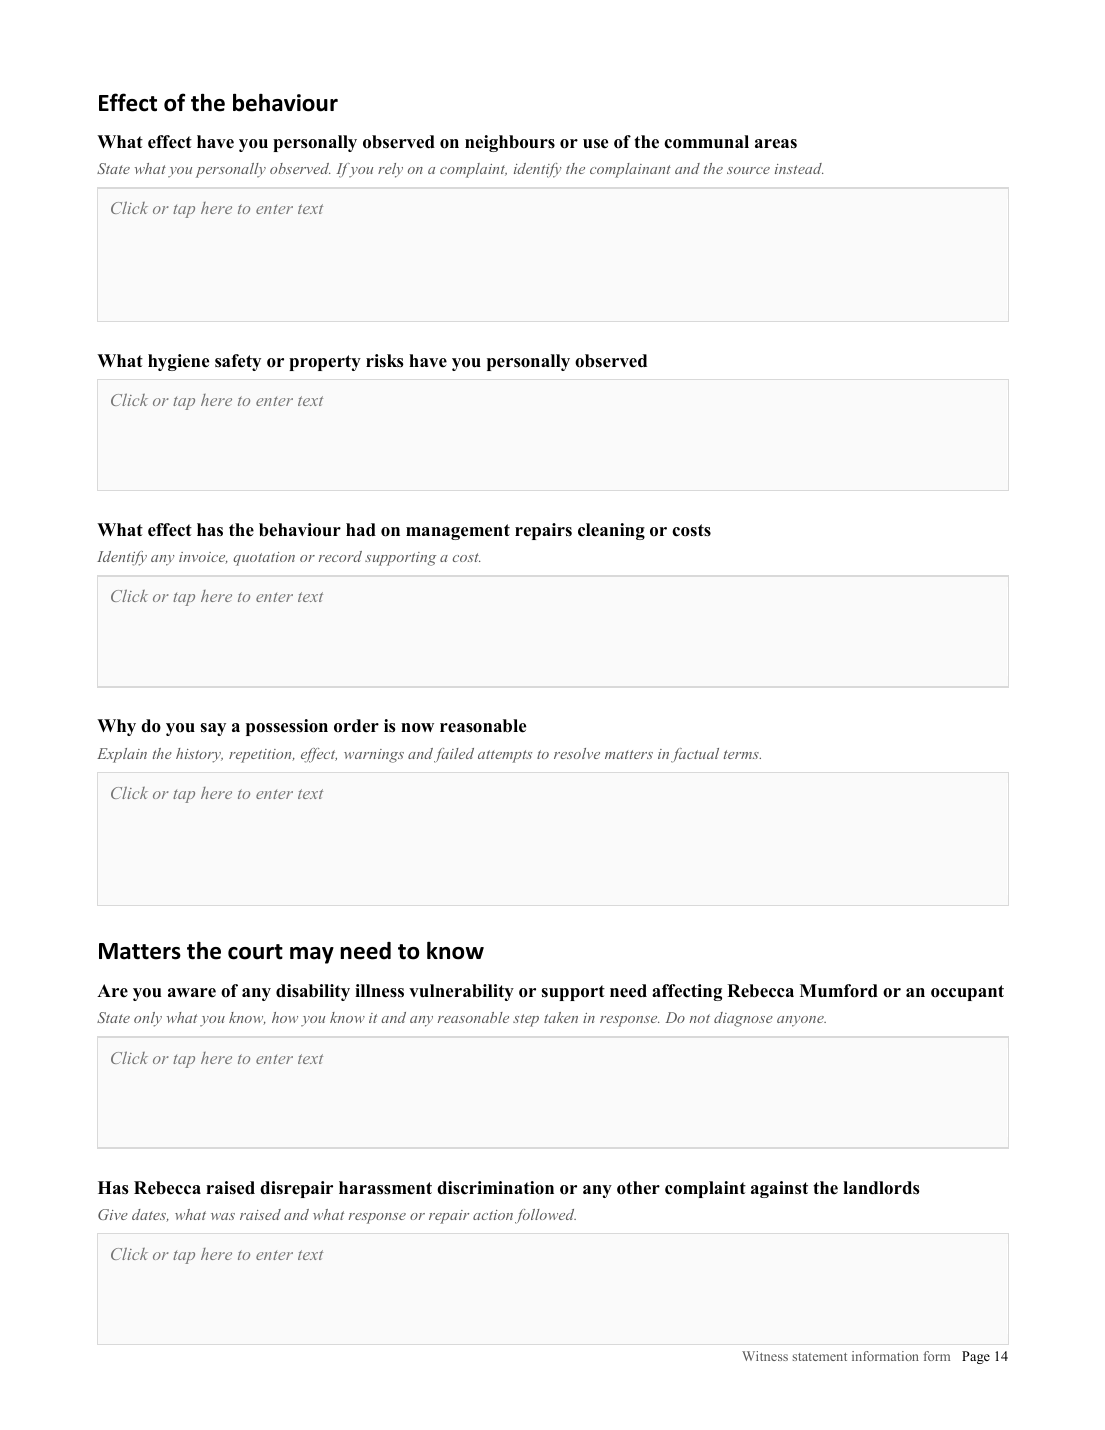 Effect of the behaviour
What effect have you personally observed on neighbours or use of the communal areas
State what you personally observed. If you rely on a complaint, identify the complainant and the source instead.
Click or tap here to enter text
What hygiene safety or property risks have you personally observed
Click or tap here to enter text
What effect has the behaviour had on management repairs cleaning or costs
Identify any invoice, quotation or record supporting a cost.
Click or tap here to enter text
Why do you say a possession order is now reasonable
Explain the history, repetition, effect, warnings and failed attempts to resolve matters in factual terms.
Click or tap here to enter text
Matters the court may need to know
Are you aware of any disability illness vulnerability or support need affecting Rebecca Mumford or an occupant
State only what you know, how you know it and any reasonable step taken in response. Do not diagnose anyone.
Click or tap here to enter text
Has Rebecca raised disrepair harassment discrimination or any other complaint against the landlords
Give dates, what was raised and what response or repair action followed.
Click or tap here to enter text
Witness statement information form Page 14